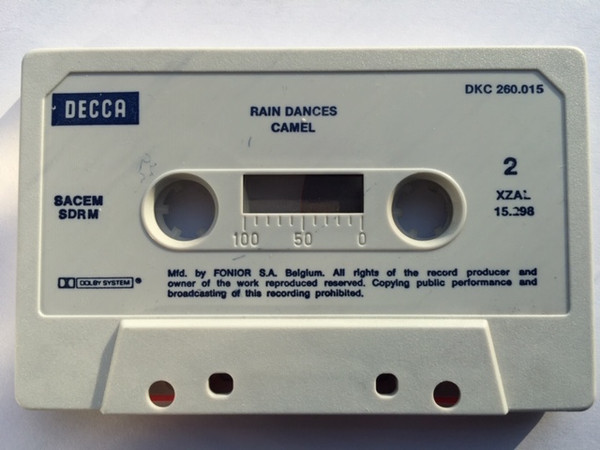 DECCA
DKC 260.015
RAIN DANCES
CAMEL
2
SACEM
SDRM
XZAL
15.298
100 50 0
DOLBY SYSTEM ®
Mfd. by FONIOR S.A. Belgium. All rights of the record producer and
owner of the work reproduced reserved. Copying public performance and
broadcasting of this recording prohibited.